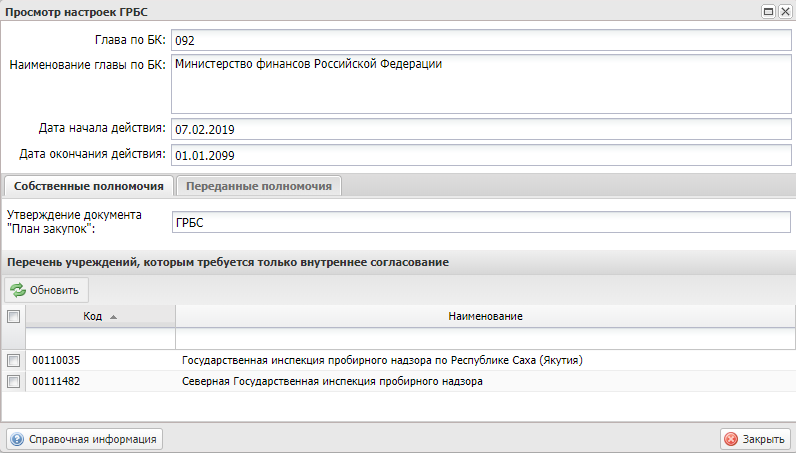 Просмотр настроек ГРБС
Глава по БК: 092
Наименование главы по БК: Министерство финансов Российской Федерации
Дата начала действия: 07.02.2019
Дата окончания действия: 01.01.2099
Собственные полномочия Переданные полномочия
Утверждение документа
"План закупок": ГРБС
Перечень учреждений, которым требуется только внутреннее согласование
Обновить
Код Наименование
00110035 Государственная инспекция пробирного надзора по Республике Саха (Якутия)
00111482 Северная Государственная инспекция пробирного надзора
Справочная информация Закрыть